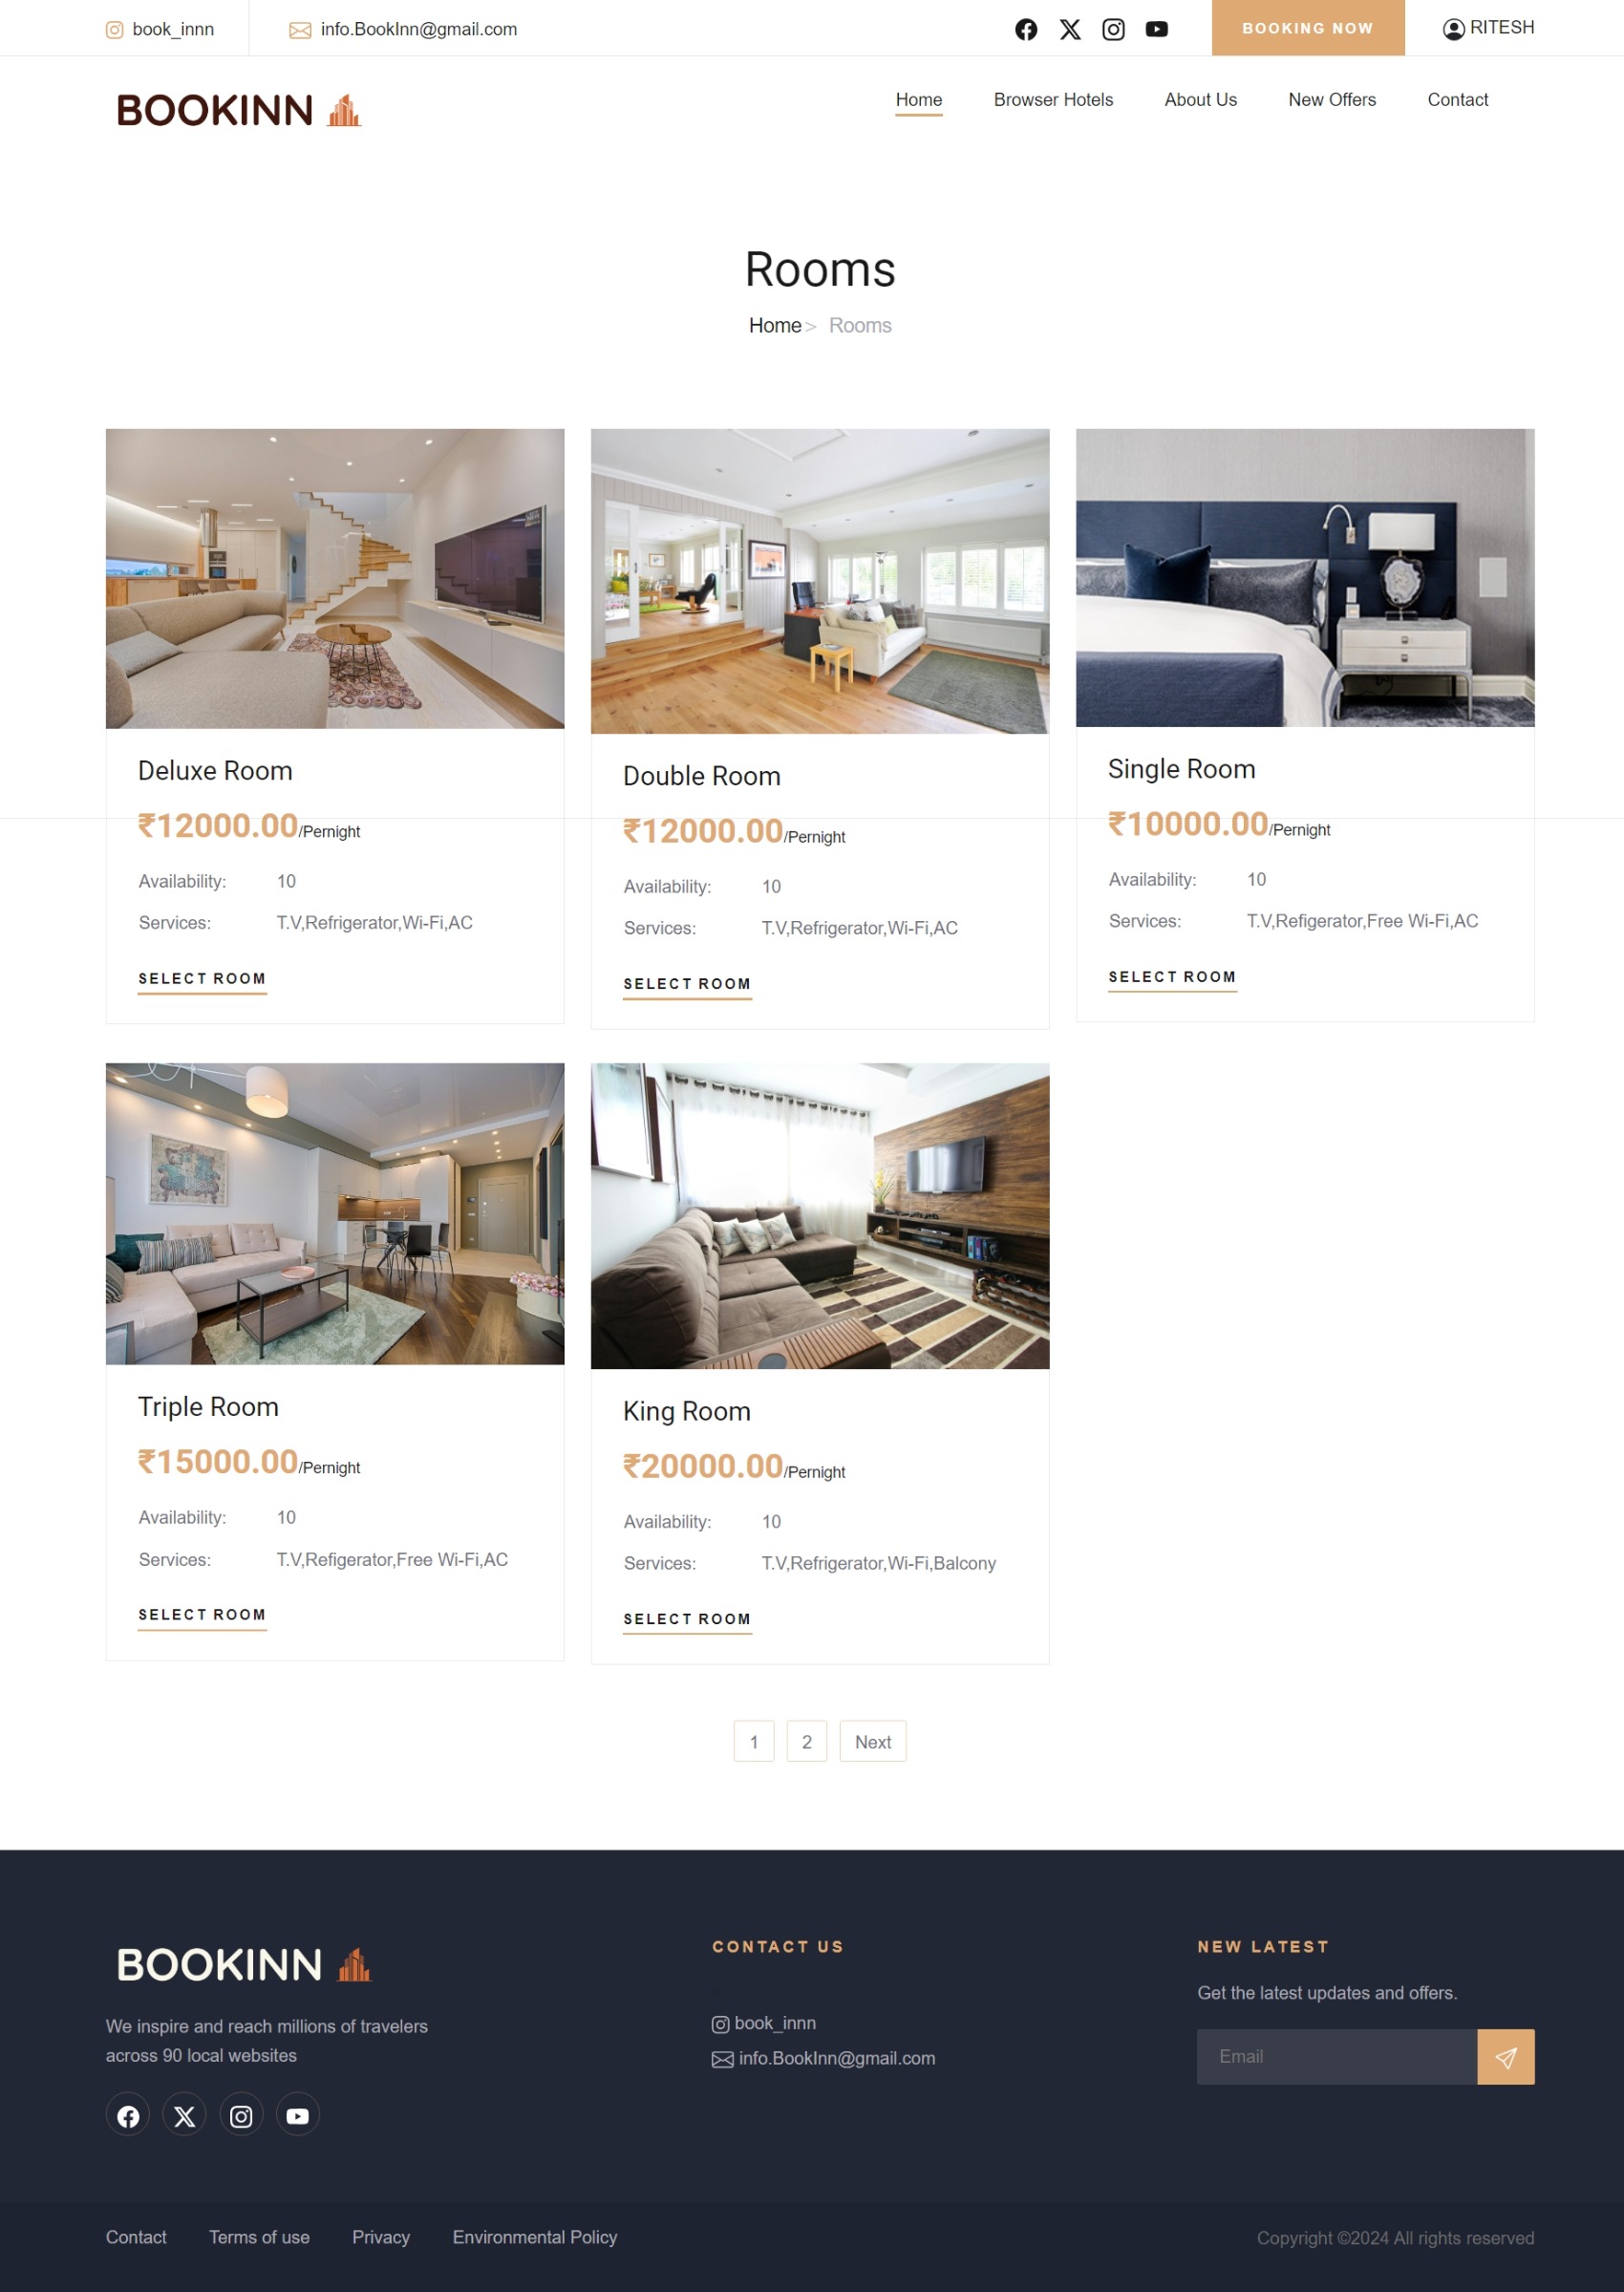 book_innn
info.BookInn@gmail.com
BOOKING NOW
RITESH
BOOKINN
Home
Browser Hotels
About Us
New Offers
Contact
Rooms
Home > Rooms
Deluxe Room
₹12000.00/Pernight
Availability: 10
Services: T.V,Refrigerator,Wi-Fi,AC
SELECT ROOM
Double Room
₹12000.00/Pernight
Availability: 10
Services: T.V,Refrigerator,Wi-Fi,AC
SELECT ROOM
Single Room
₹10000.00/Pernight
Availability: 10
Services: T.V,Refigerator,Free Wi-Fi,AC
SELECT ROOM
Triple Room
₹15000.00/Pernight
Availability: 10
Services: T.V,Refigerator,Free Wi-Fi,AC
SELECT ROOM
King Room
₹20000.00/Pernight
Availability: 10
Services: T.V,Refrigerator,Wi-Fi,Balcony
SELECT ROOM
1 2 Next
BOOKINN
We inspire and reach millions of travelers
across 90 local websites
CONTACT US
book_innn
info.BookInn@gmail.com
NEW LATEST
Get the latest updates and offers.
Email
Contact
Terms of use
Privacy
Environmental Policy
Copyright ©2024 All rights reserved